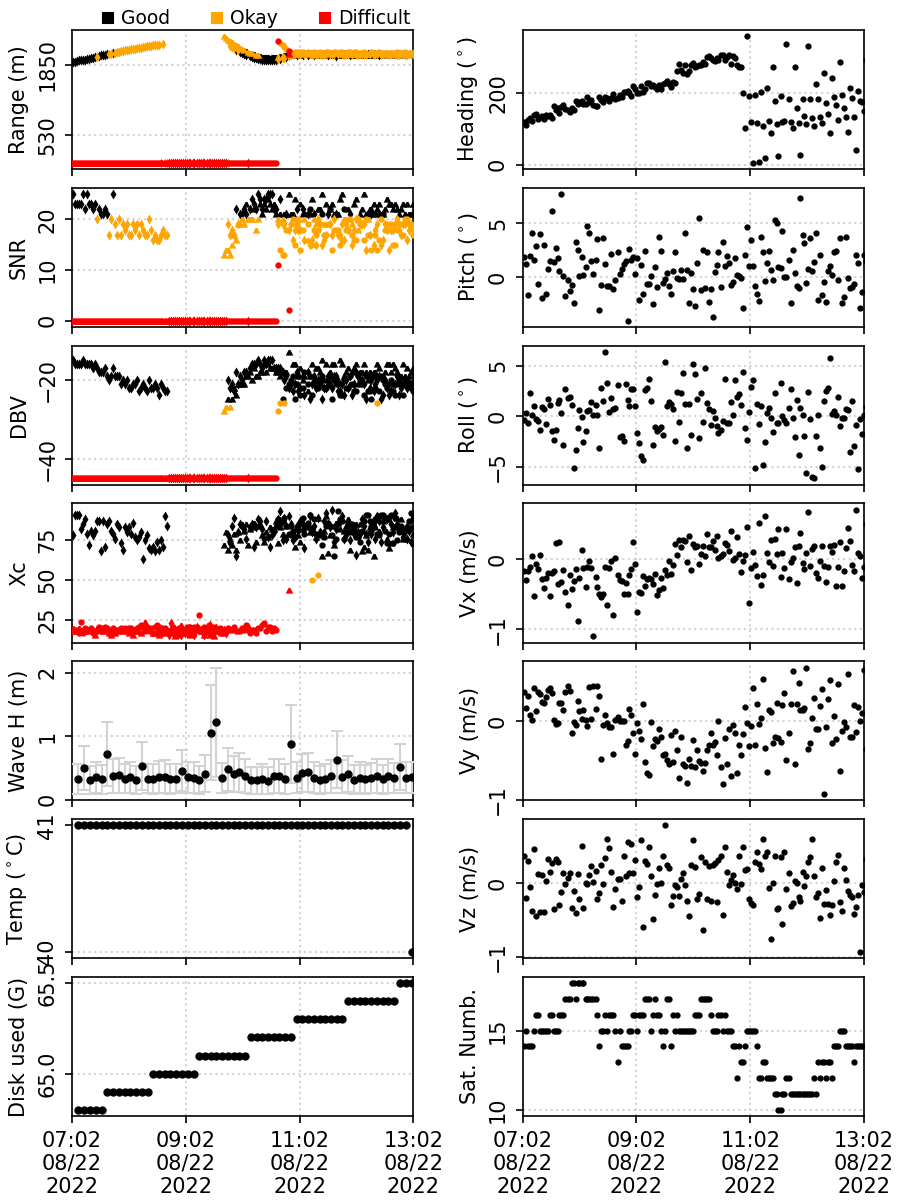 Good Okay Difficult
Range (m)
1850
530
Heading (°)
200
0
SNR
20
10
0
Pitch (°)
5
0
DBV
−20
−40
Roll (°)
5
0
−5
Xc
75
50
25
Vx (m/s)
0
−1
Wave H (m)
2
1
0
Vy (m/s)
0
−1
Temp (°C)
41
40
Vz (m/s)
0
−1
Disk used (G)
65.5
65.0
Sat. Numb.
15
10
07:02 09:02 11:02 13:02
08/22 08/22 08/22 08/22
2022 2022 2022 2022
07:02 09:02 11:02 13:02
08/22 08/22 08/22 08/22
2022 2022 2022 2022